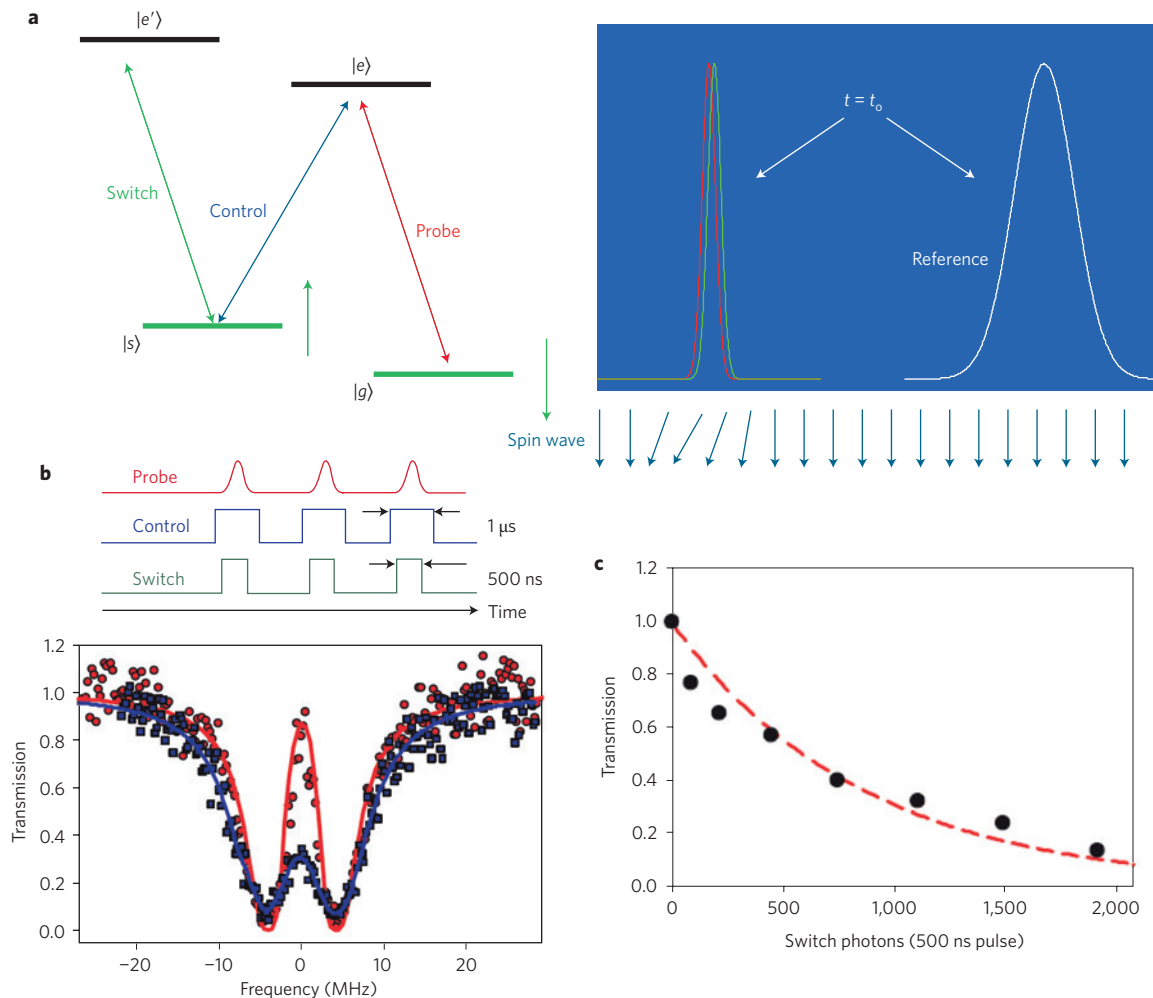 a
|e'⟩
|e⟩
Switch
Control
Probe
|s⟩
|g⟩
t = t₀
Reference
Spin wave
b
Probe
Control
1 μs
Switch
500 ns
Time
1.2
1.0
0.8
0.6
0.4
0.2
0.0
Transmission
−20
−10
0
10
20
Frequency (MHz)
c
1.2
1.0
0.8
0.6
0.4
0.2
0.0
Transmission
0
500
1,000
1,500
2,000
Switch photons (500 ns pulse)